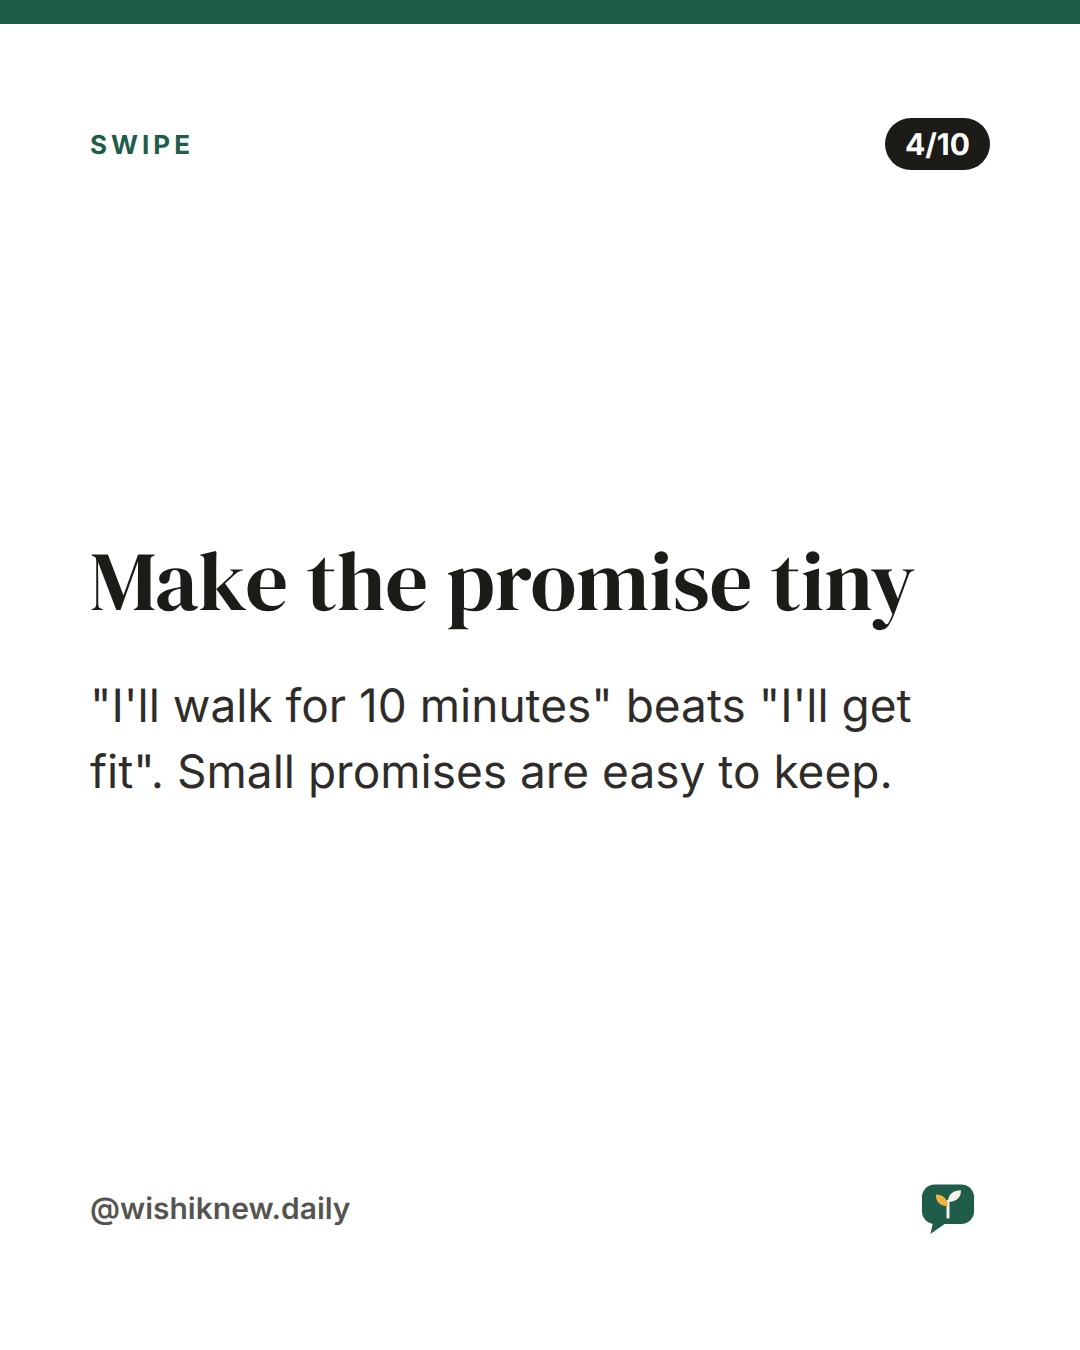 SWIPE
4/10
Make the promise tiny
"I'll walk for 10 minutes" beats "I'll get
fit". Small promises are easy to keep.
@wishiknew.daily